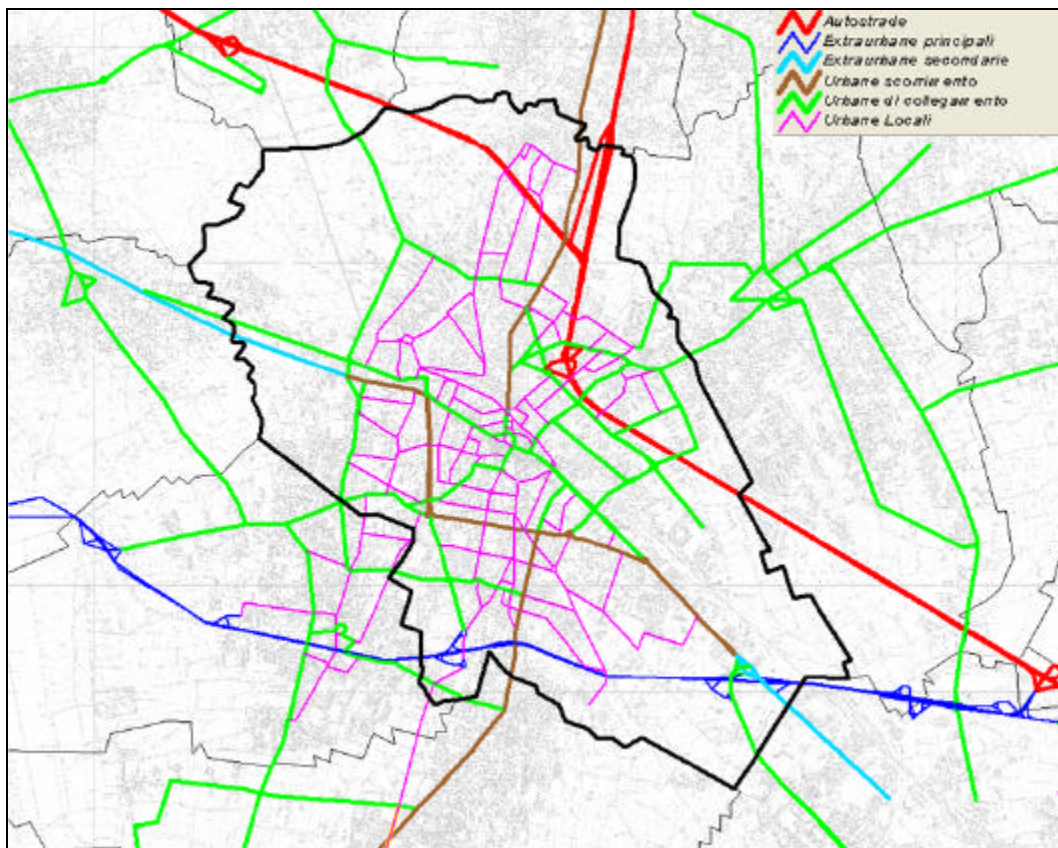 Autostrade
Extraurbane principali
Extraurbane secondarie
Urbane scorrimento
Urbane di collegamento
Urbane Locali